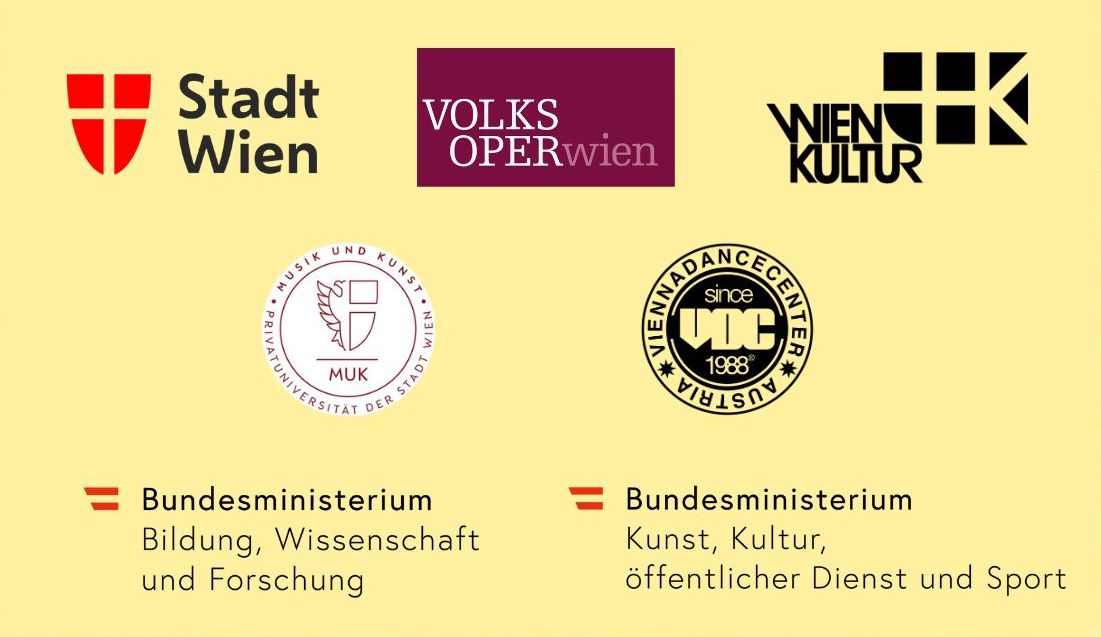 Stadt
Wien
VOLKS
OPERwien
WIEN
KULTUR
MUSIK UND KUNST
PRIVATUNIVERSITÄT DER STADT WIEN
MUK
VIENNADANCECENTER
AUSTRIA
since
VDC
1988®
Bundesministerium
Bildung, Wissenschaft
und Forschung
Bundesministerium
Kunst, Kultur,
öffentlicher Dienst und Sport